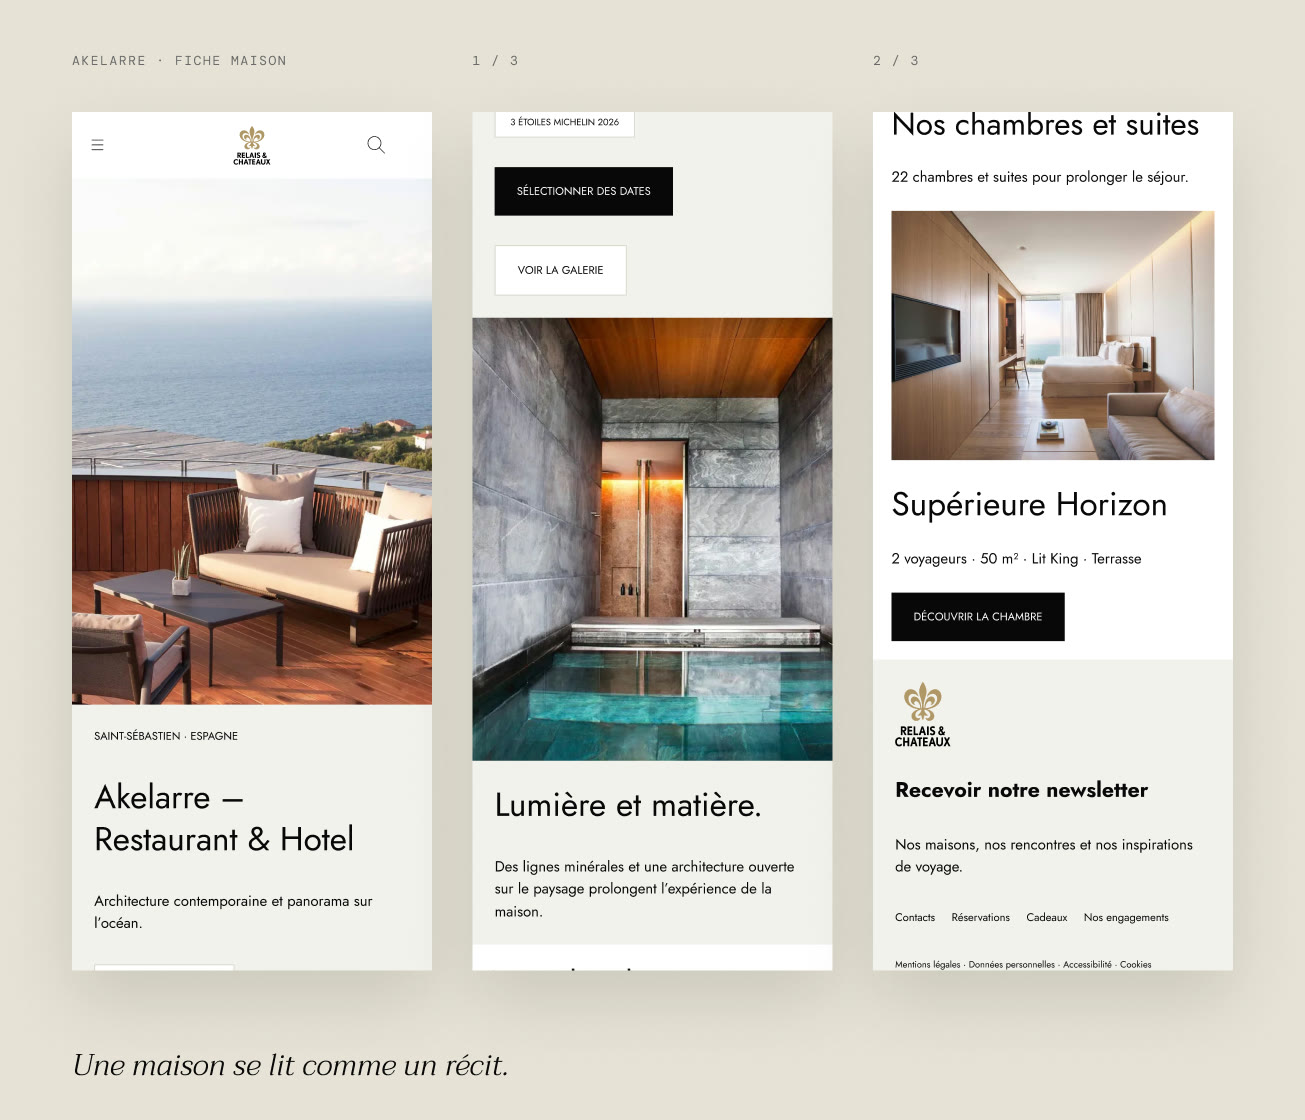 AKELARRE · FICHE MAISON
1 / 3
2 / 3
RELAIS &
CHATEAUX
SAINT-SÉBASTIEN · ESPAGNE
Akelarre –
Restaurant & Hotel
Architecture contemporaine et panorama sur
l’océan.
3 ÉTOILES MICHELIN 2026
SÉLECTIONNER DES DATES
VOIR LA GALERIE
Lumière et matière.
Des lignes minérales et une architecture ouverte
sur le paysage prolongent l’expérience de la
maison.
Nos chambres et suites
22 chambres et suites pour prolonger le séjour.
Supérieure Horizon
2 voyageurs · 50 m² · Lit King · Terrasse
DÉCOUVRIR LA CHAMBRE
RELAIS &
CHATEAUX
Recevoir notre newsletter
Nos maisons, nos rencontres et nos inspirations
de voyage.
Contacts Réservations Cadeaux Nos engagements
Mentions légales · Données personnelles · Accessibilité · Cookies
Une maison se lit comme un récit.